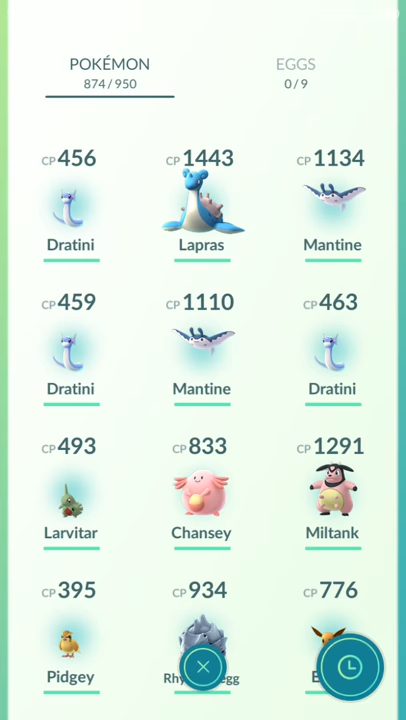 POKÉMON EGGS
874/950 0/9
CP456 CP1443 CP1134
Dratini Lapras Mantine
CP459 CP1110 CP463
Dratini Mantine Dratini
CP493 CP833 CP1291
Larvitar Chansey Miltank
CP395 CP934 CP776
Pidgey